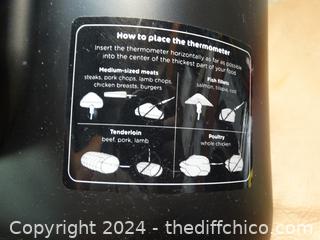 How to place the thermometer
Insert the thermometer horizontally as far as possible
into the center of the thickest part of your food
Medium-sized meats
steaks, pork chops, lamb chops,
chicken breasts, burgers
Fish fillets
salmon, tilapia, cod
Tenderloin
beef, pork, lamb
Poultry
whole chicken
Copyright 2024 - thediffchico.com